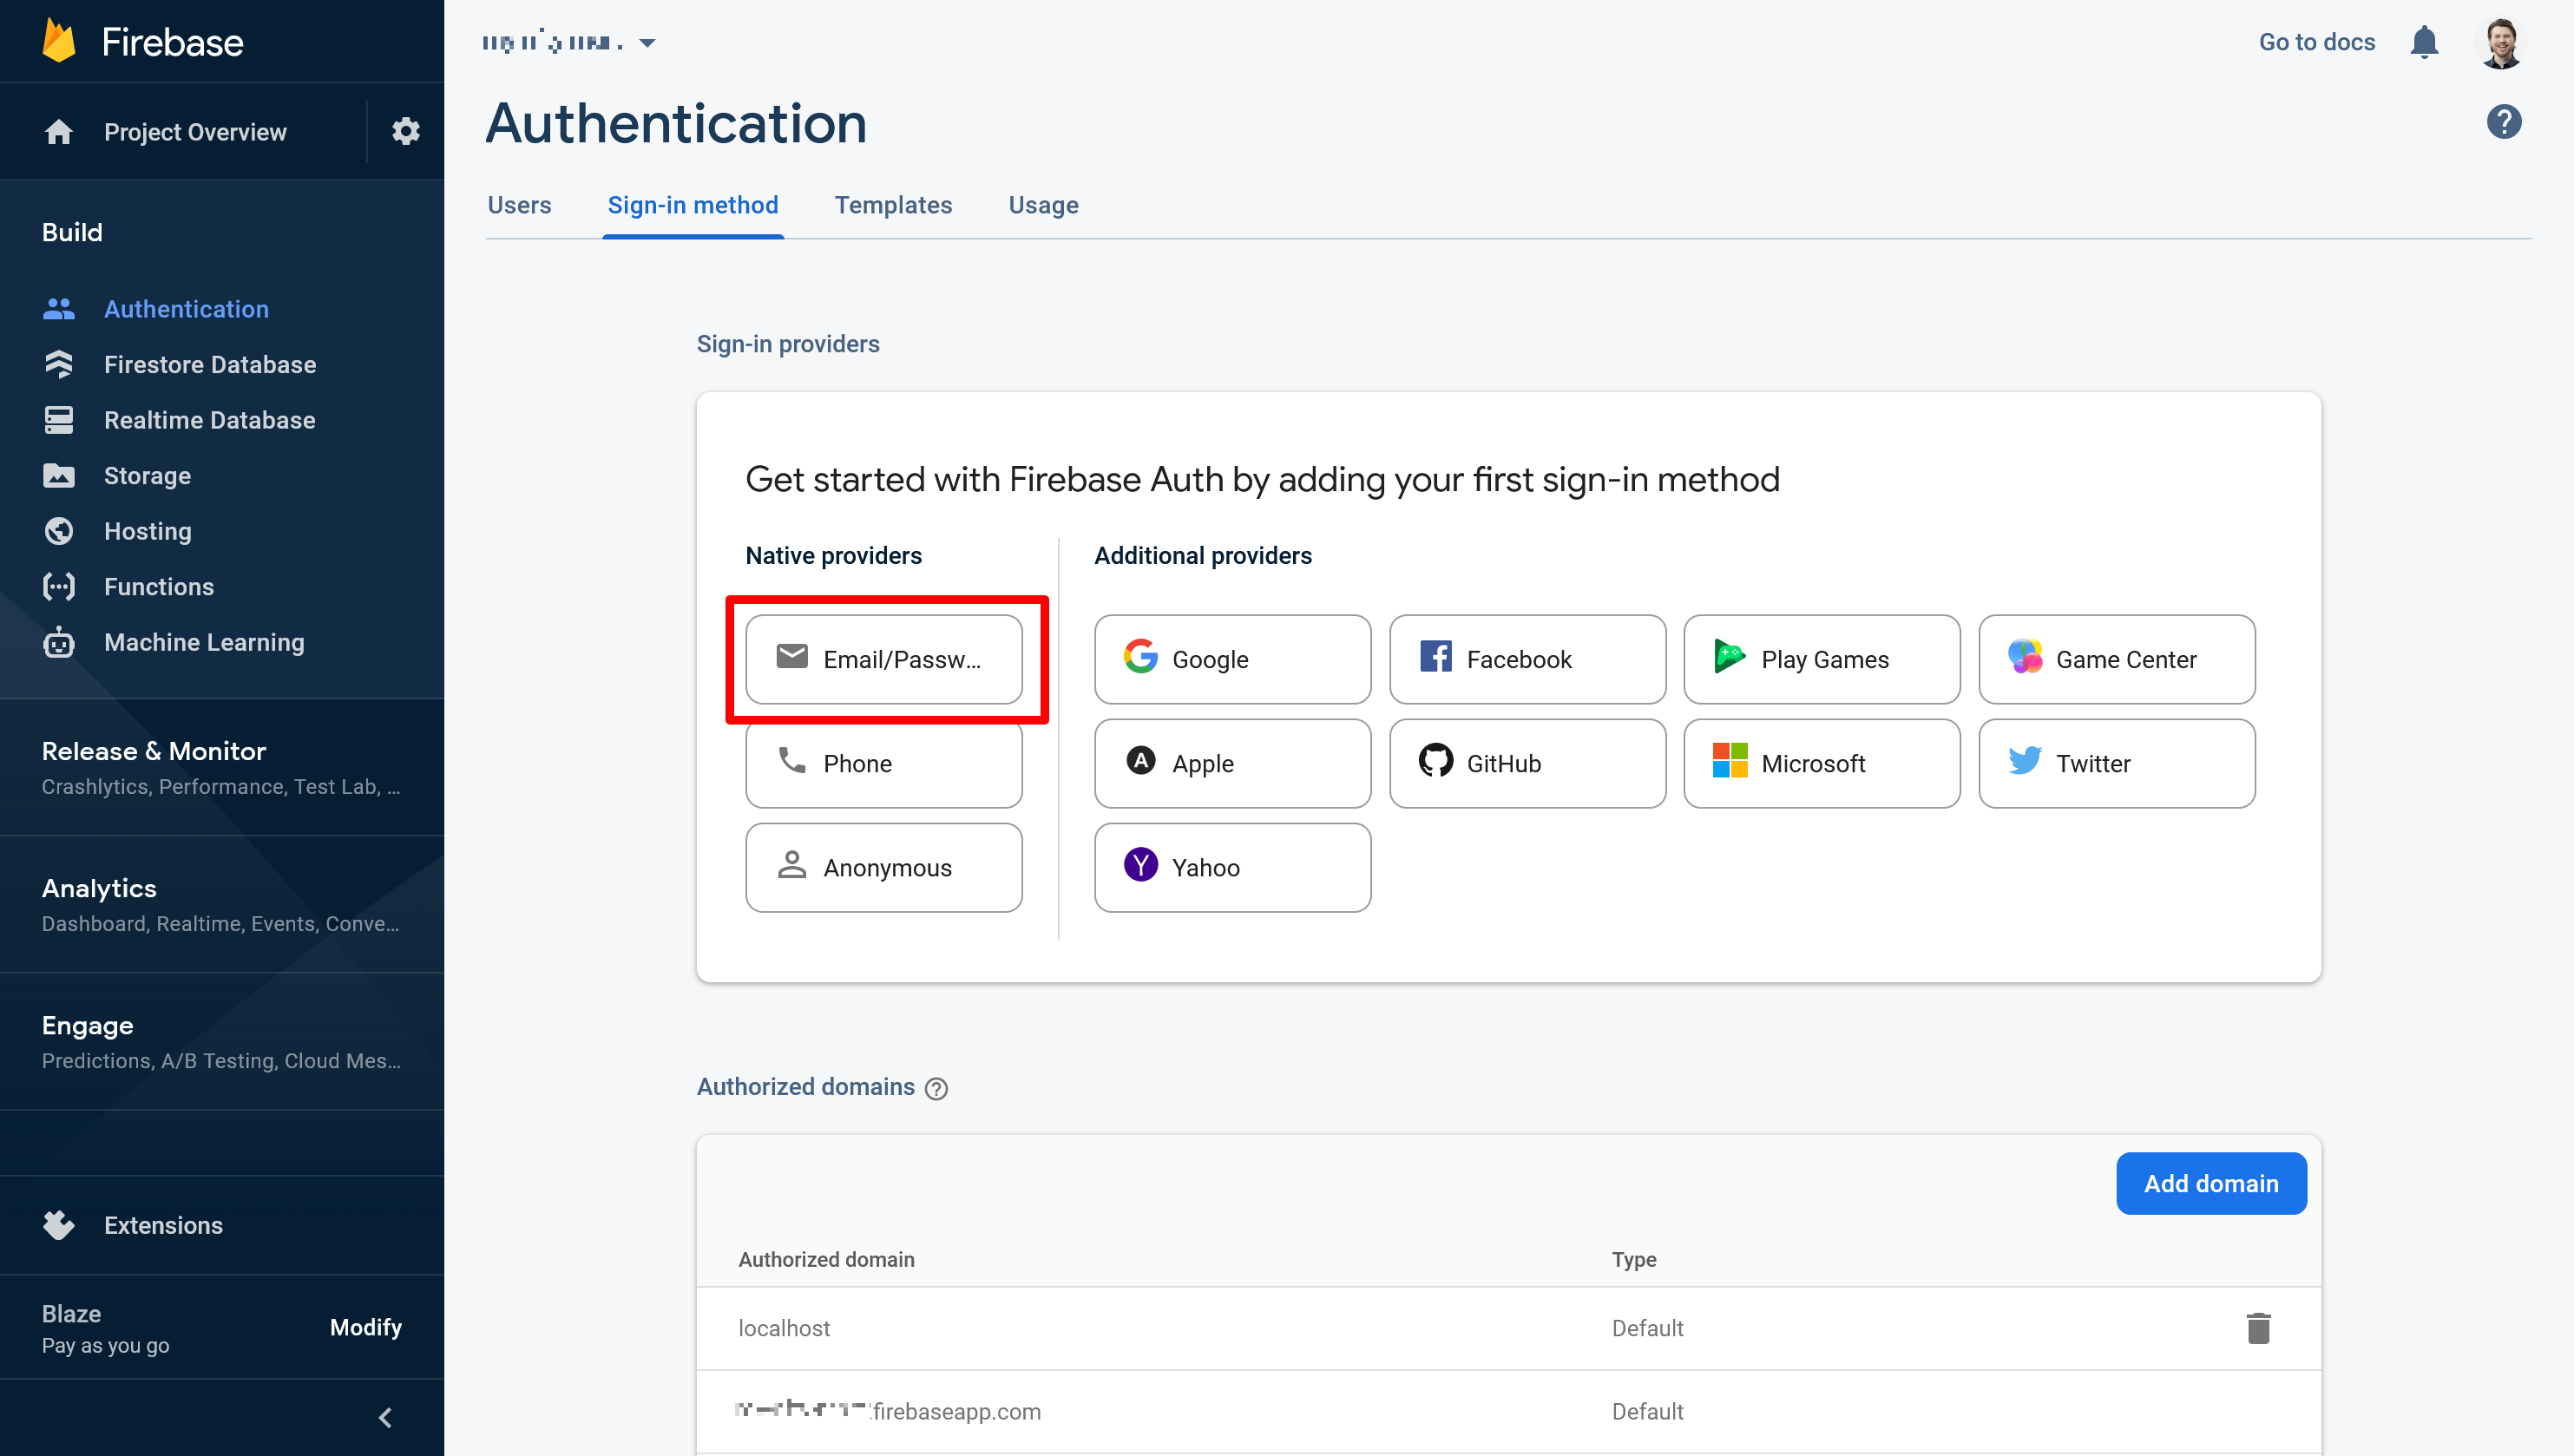 Firebase
Go to docs
Project Overview
Authentication
Users Sign-in method Templates Usage
Build
Authentication
Firestore Database
Realtime Database
Storage
Hosting
Functions
Machine Learning
Release & Monitor
Crashlytics, Performance, Test Lab, …
Analytics
Dashboard, Realtime, Events, Conve…
Engage
Predictions, A/B Testing, Cloud Mes…
Extensions
Blaze
Pay as you go
Modify
Sign-in providers
Get started with Firebase Auth by adding your first sign-in method
Native providers
Email/Passw…
Phone
Anonymous
Additional providers
Google Facebook Play Games Game Center
Apple GitHub Microsoft Twitter
Yahoo
Authorized domains
Add domain
Authorized domain Type
localhost Default
.firebaseapp.com Default